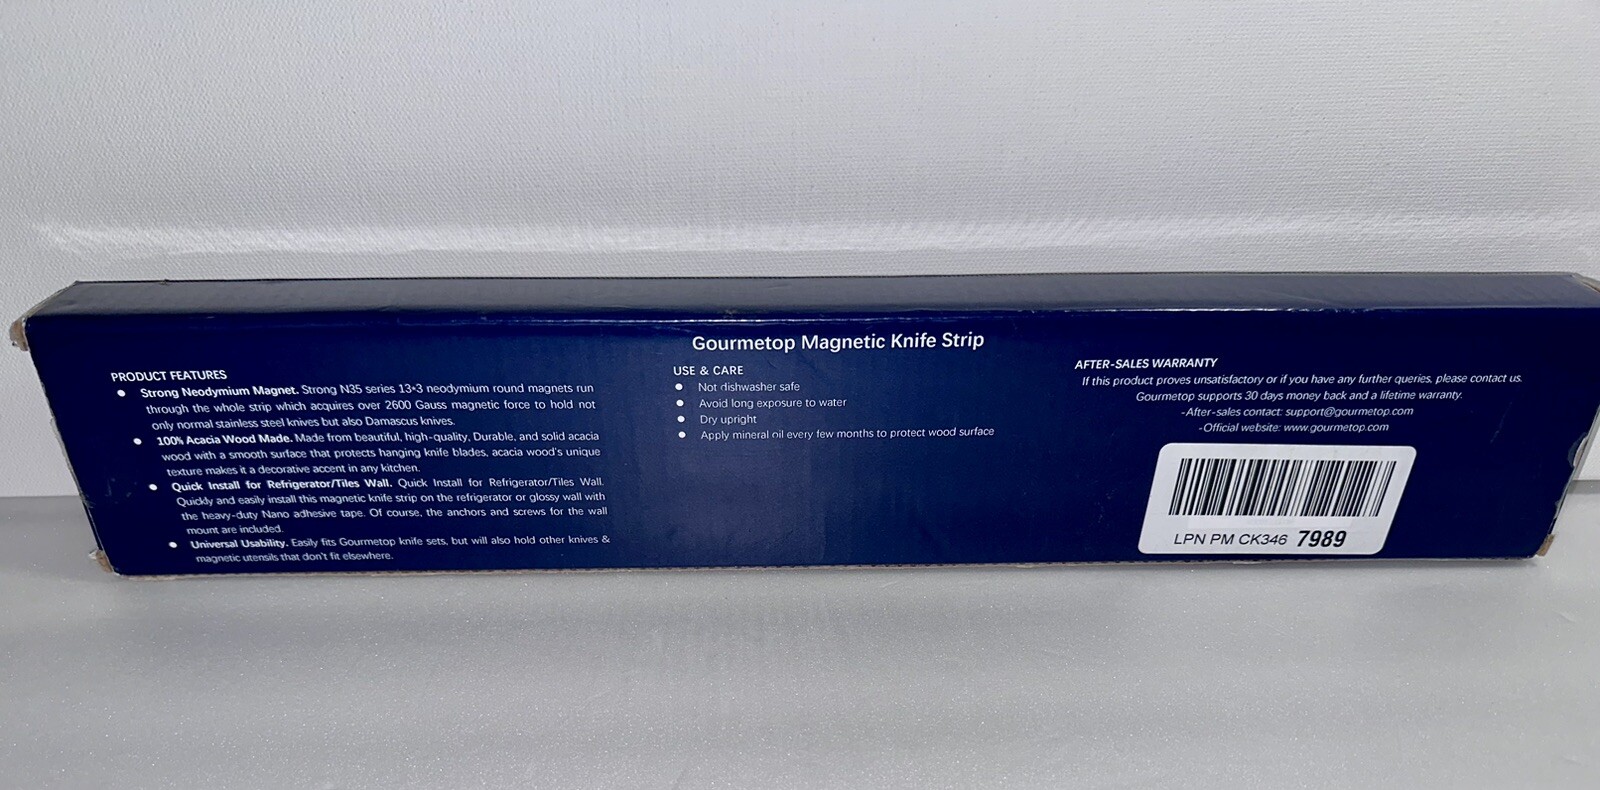 Gourmetop Magnetic Knife Strip
PRODUCT FEATURES
● Strong Neodymium Magnet. Strong N35 series 13*3 neodymium round magnets run
through the whole strip which acquires over 2600 Gauss magnetic force to hold not
only normal stainless steel knives but also Damascus knives.
● 100% Acacia Wood Made. Made from beautiful, high-quality, Durable, and solid acacia
wood with a smooth surface that protects hanging knife blades, acacia wood's unique
texture makes it a decorative accent in any kitchen.
● Quick Install for Refrigerator/Tiles Wall. Quick Install for Refrigerator/Tiles Wall.
Quickly and easily install this magnetic knife strip on the refrigerator or glossy wall with
the heavy-duty Nano adhesive tape. Of course, the anchors and screws for the wall
mount are included.
● Universal Usability. Easily fits Gourmetop knife sets, but will also hold other knives &
magnetic utensils that don't fit elsewhere.
USE & CARE
● Not dishwasher safe
● Avoid long exposure to water
● Dry upright
● Apply mineral oil every few months to protect wood surface
AFTER-SALES WARRANTY
If this product proves unsatisfactory or if you have any further queries, please contact us.
Gourmetop supports 30 days money back and a lifetime warranty.
-After-sales contact: support@gourmetop.com
-Official website: www.gourmetop.com
LPN PM CK346 7989